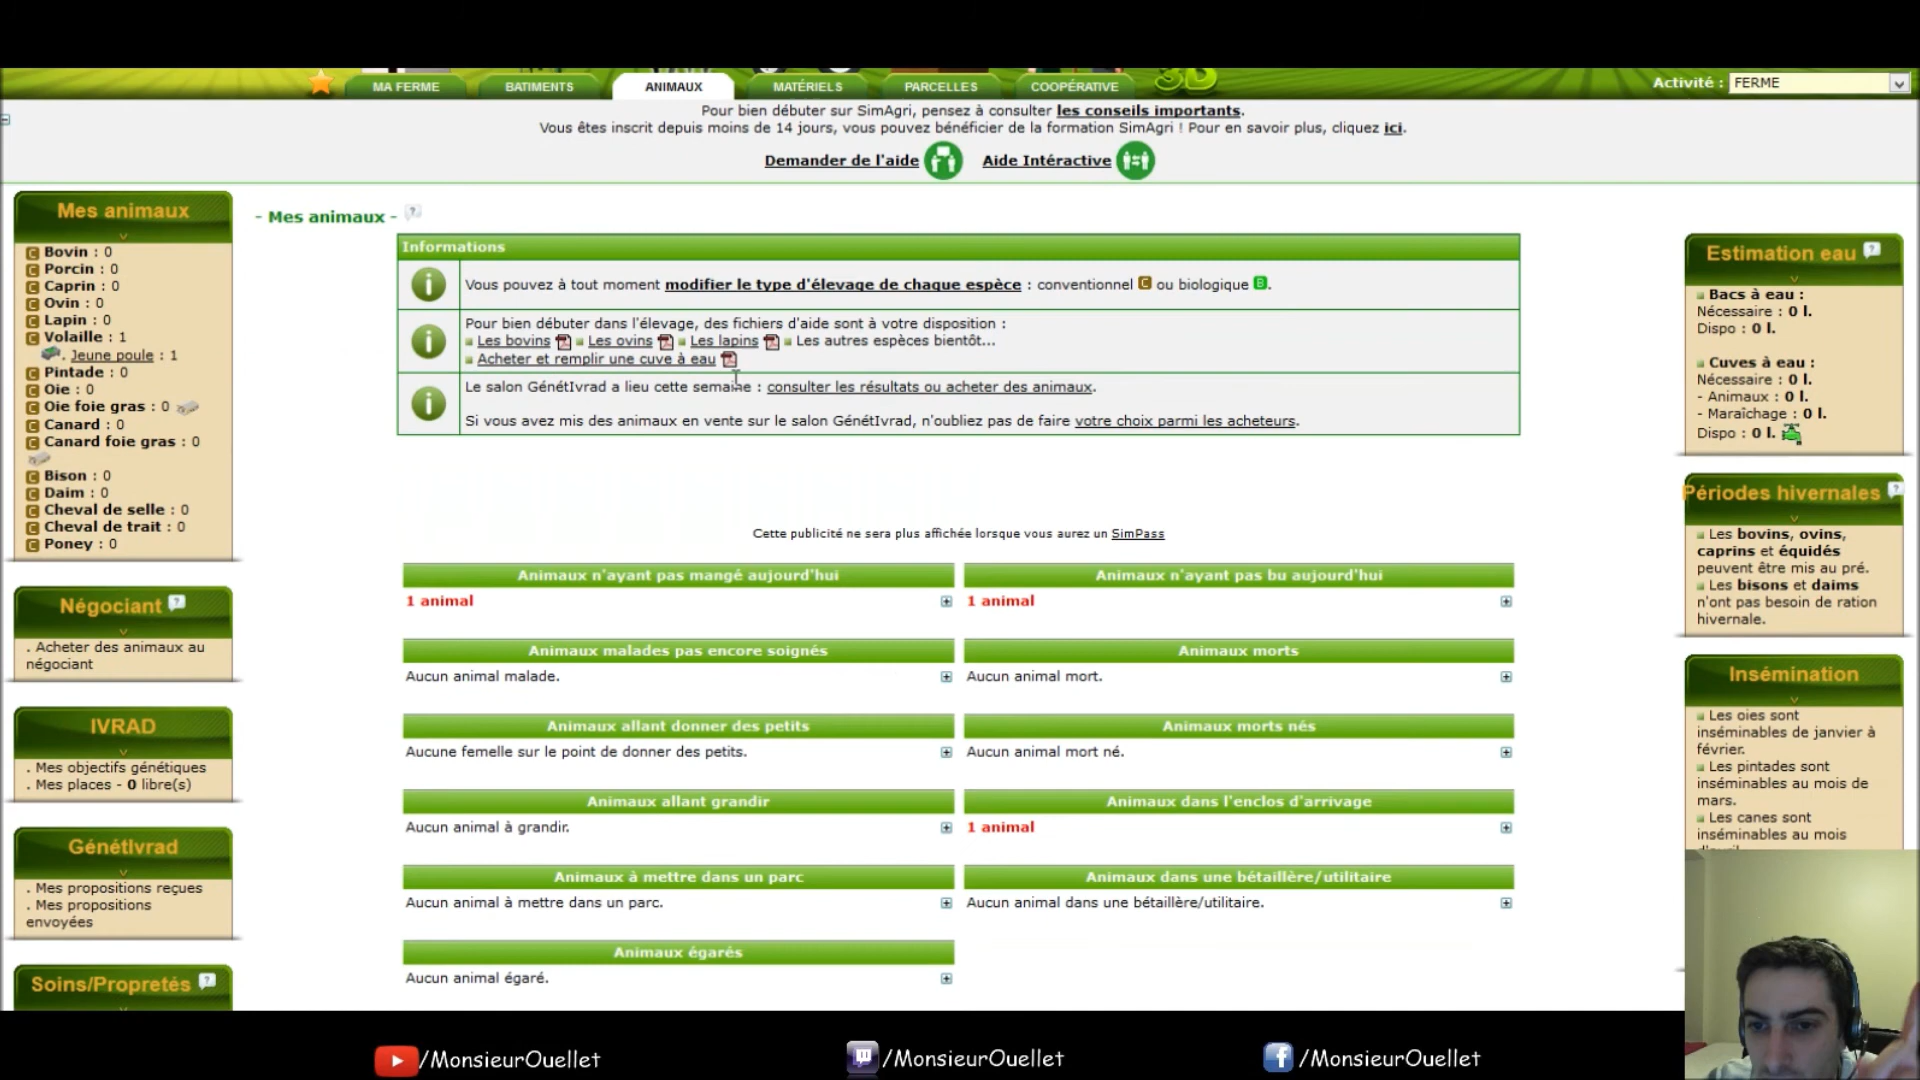 MA FERME
BATIMENTS
ANIMAUX
MATÉRIELS
PARCELLES
COOPÉRATIVE
3D
Activité : FERME
Pour bien débuter sur SimAgri, pensez à consulter les conseils importants.
Vous êtes inscrit depuis moins de 14 jours, vous pouvez bénéficier de la formation SimAgri ! Pour en savoir plus, cliquez ici.
Demander de l'aide
Aide Intéractive
Mes animaux
C Bovin : 0
C Porcin : 0
C Caprin : 0
C Ovin : 0
C Lapin : 0
C Volaille : 1
. Jeune poule : 1
C Pintade : 0
C Oie : 0
C Oie foie gras : 0
C Canard : 0
C Canard foie gras : 0
C Bison : 0
C Daim : 0
C Cheval de selle : 0
C Cheval de trait : 0
C Poney : 0
Négociant ?
. Acheter des animaux au
négociant
IVRAD
. Mes objectifs génétiques
. Mes places - 0 libre(s)
GénétIvrad
. Mes propositions reçues
. Mes propositions
envoyées
Soins/Propretés ?
- Mes animaux - ?
Informations
Vous pouvez à tout moment modifier le type d'élevage de chaque espèce : conventionnel C ou biologique B.
Pour bien débuter dans l'élevage, des fichiers d'aide sont à votre disposition :
Les bovins Les ovins Les lapins Les autres espèces bientôt...
Acheter et remplir une cuve à eau
Le salon GénétIvrad a lieu cette semaine : consulter les résultats ou acheter des animaux.
Si vous avez mis des animaux en vente sur le salon GénétIvrad, n'oubliez pas de faire votre choix parmi les acheteurs.
Cette publicité ne sera plus affichée lorsque vous aurez un SimPass
Animaux n'ayant pas mangé aujourd'hui
1 animal
Animaux n'ayant pas bu aujourd'hui
1 animal
Animaux malades pas encore soignés
Aucun animal malade.
Animaux morts
Aucun animal mort.
Animaux allant donner des petits
Aucune femelle sur le point de donner des petits.
Animaux morts nés
Aucun animal mort né.
Animaux allant grandir
Aucun animal à grandir.
Animaux dans l'enclos d'arrivage
1 animal
Animaux à mettre dans un parc
Aucun animal à mettre dans un parc.
Animaux dans une bétaillère/utilitaire
Aucun animal dans une bétaillère/utilitaire.
Animaux égarés
Aucun animal égaré.
Estimation eau ?
Bacs à eau :
Nécessaire : 0 l.
Dispo : 0 l.
Cuves à eau :
Nécessaire : 0 l.
- Animaux : 0 l.
- Maraîchage : 0 l.
Dispo : 0 l.
Périodes hivernales ?
Les bovins, ovins,
caprins et équidés
peuvent être mis au pré.
Les bisons et daims
n'ont pas besoin de ration
hivernale.
Insémination
Les oies sont
inséminables de janvier à
février.
Les pintades sont
inséminables au mois de
mars.
Les canes sont
inséminables au mois
/MonsieurOuellet
/MonsieurOuellet
f /MonsieurOuellet